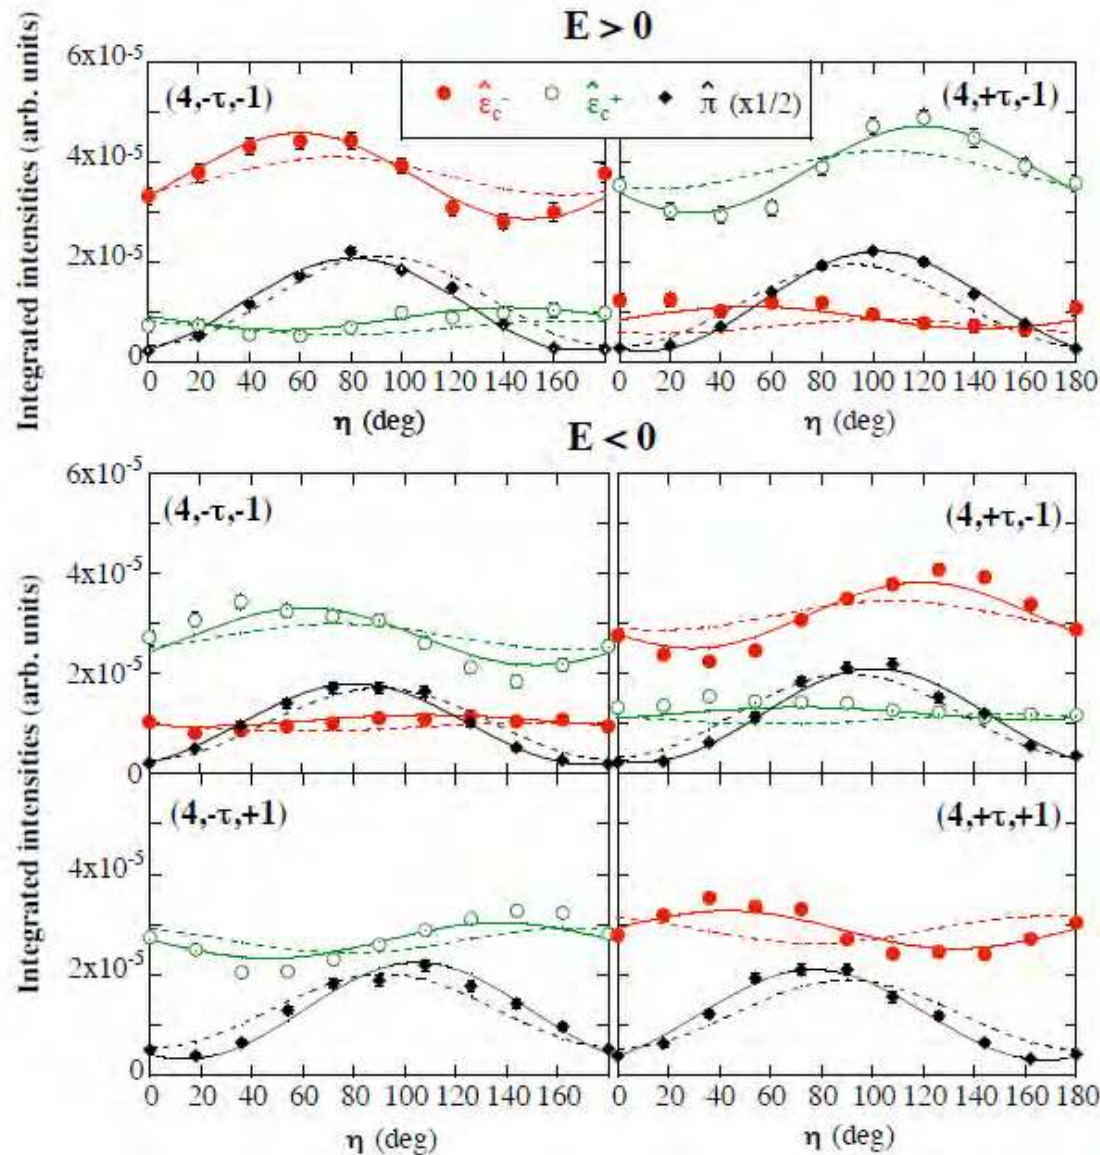 E > 0
Integrated intensities (arb. units)
6x10-5
4x10-5
2x10-5
0
(4,-τ,-1)
ε̂c- ε̂c+ π̂ (x1/2)
(4,+τ,-1)
0 20 40 60 80 100 120 140 160
0 20 40 60 80 100 120 140 160 180
η (deg)
η (deg)
E < 0
Integrated intensities (arb. units)
6x10-5
4x10-5
2x10-5
0
(4,-τ,-1)
(4,+τ,-1)
Integrated intensities (arb. units)
4x10-5
2x10-5
0
(4,-τ,+1)
(4,+τ,+1)
0 20 40 60 80 100 120 140 160
0 20 40 60 80 100 120 140 160 180
η (deg)
η (deg)